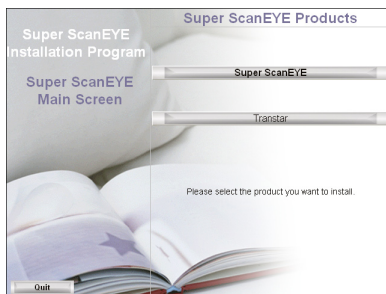 Super ScanEYE
Installation Program
Super ScanEYE
Main Screen
Super ScanEYE Products
Super ScanEYE
Transtar
Please select the product you want to install.
Quit